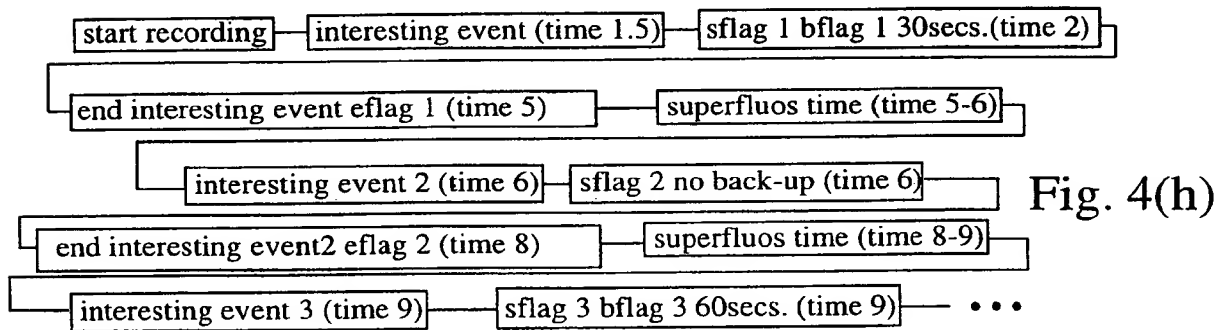 start recording interesting event (time 1.5) sflag 1 bflag 1 30secs.(time 2)
end interesting event eflag 1 (time 5) superfluos time (time 5-6)
interesting event 2 (time 6) sflag 2 no back-up (time 6)
Fig. 4(h)
end interesting event2 eflag 2 (time 8) superfluos time (time 8-9)
interesting event 3 (time 9) sflag 3 bflag 3 60secs. (time 9) •••